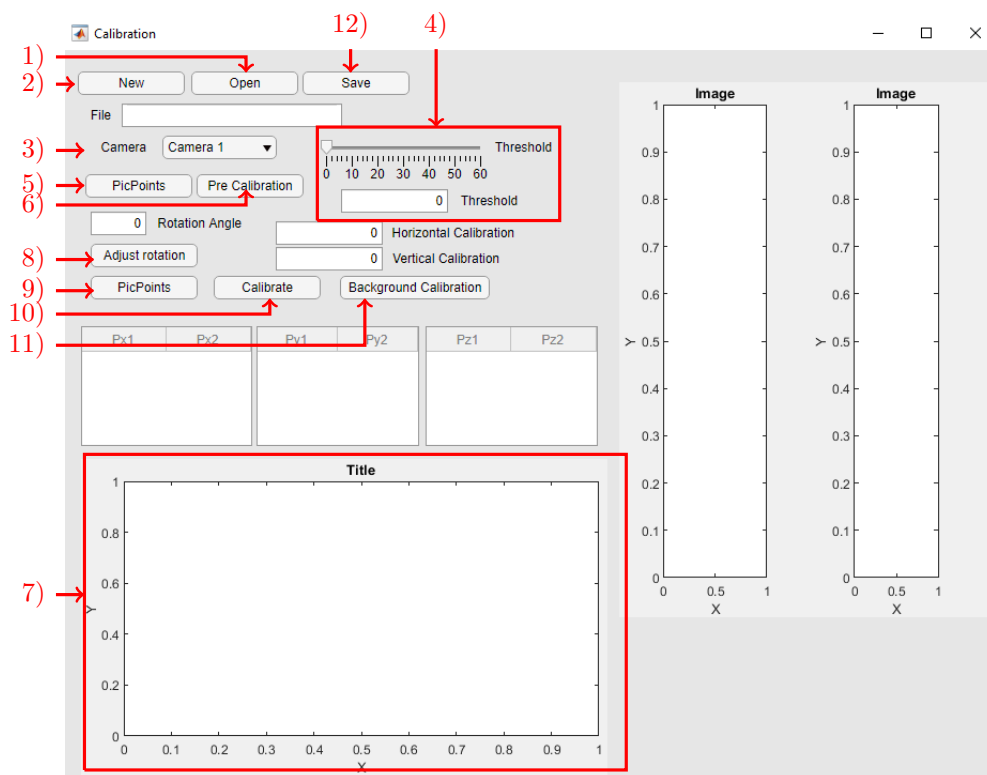 12) 4)
Calibration
1)
2) New Open Save
File
3) Camera Camera 1 Threshold
0 10 20 30 40 50 60
5) PicPoints Pre Calibration
6) 0 Threshold
0 Rotation Angle 0 Horizontal Calibration
8) Adjust rotation 0 Vertical Calibration
9) PicPoints Calibrate Background Calibration
10)
11) Px1 Px2 Py1 Py2 Pz1 Pz2
7)
Title
1
0.8
0.6
0.4
0.2
0
Y
0 0.1 0.2 0.3 0.4 0.5 0.6 0.7 0.8 0.9 1
X
Image
1
0.9
0.8
0.7
0.6
0.5
0.4
0.3
0.2
0.1
0
Y
0 0.5 1
X
Image
1
0.9
0.8
0.7
0.6
0.5
0.4
0.3
0.2
0.1
0
Y
0 0.5 1
X